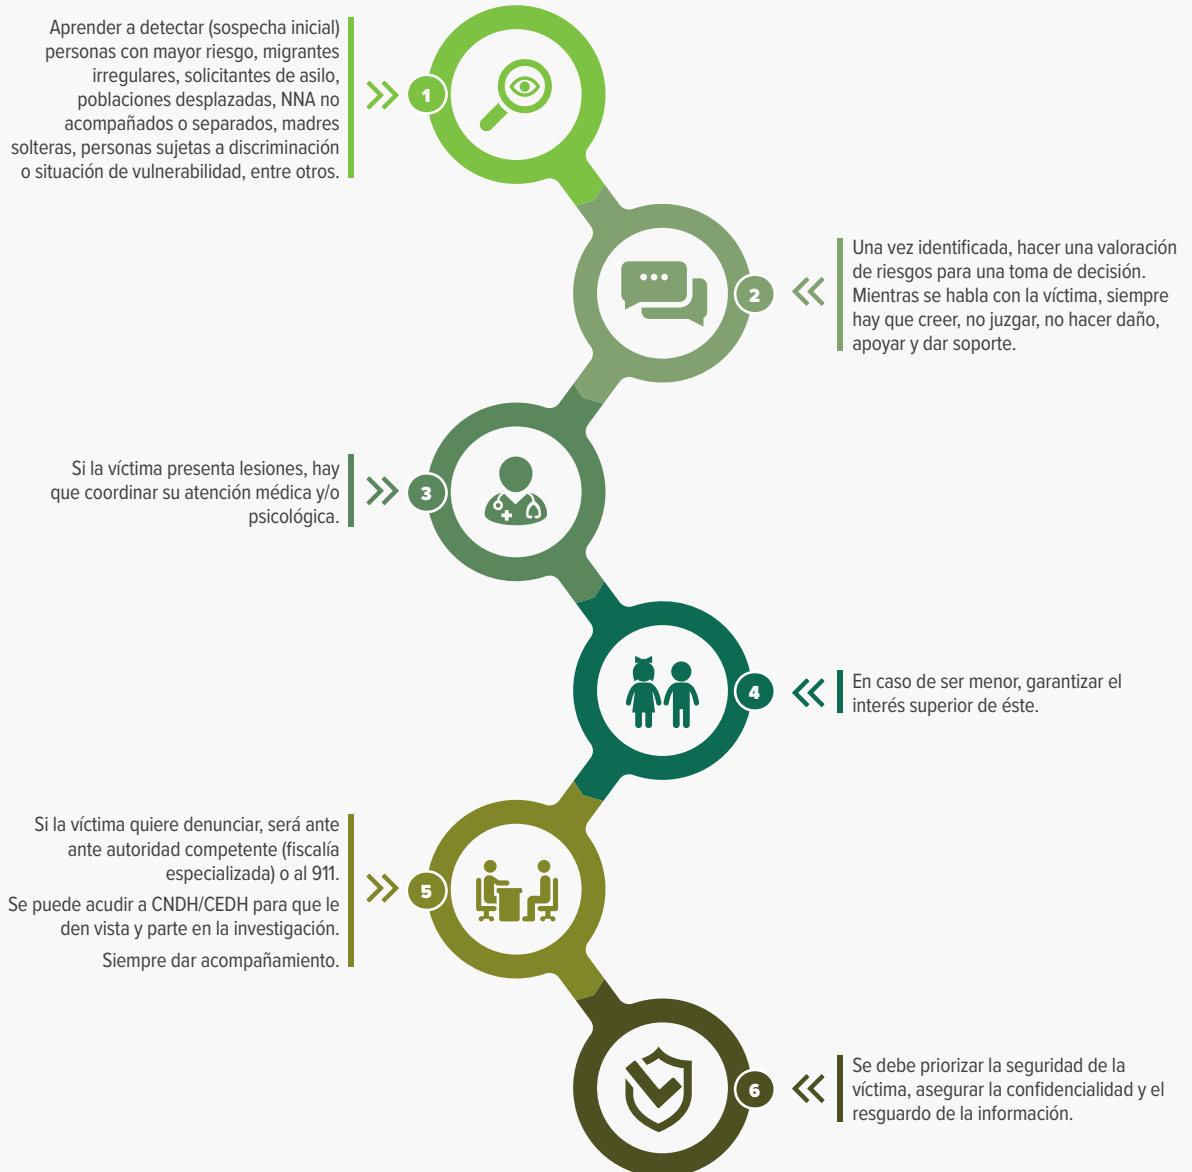 Aprender a detectar (sospecha inicial)
personas con mayor riesgo, migrantes
irregulares, solicitantes de asilo,
poblaciones desplazadas, NNA no
acompañados o separados, madres
solteras, personas sujetas a discriminación
o situación de vulnerabilidad, entre otros.
1
2
Una vez identificada, hacer una valoración
de riesgos para una toma de decisión.
Mientras se habla con la víctima, siempre
hay que creer, no juzgar, no hacer daño,
apoyar y dar soporte.
Si la víctima presenta lesiones, hay
que coordinar su atención médica y/o
psicológica.
3
4
En caso de ser menor, garantizar el
interés superior de éste.
Si la víctima quiere denunciar, será ante
ante autoridad competente (fiscalía
especializada) o al 911.
Se puede acudir a CNDH/CEDH para que le
den vista y parte en la investigación.
Siempre dar acompañamiento.
5
6
Se debe priorizar la seguridad de la
víctima, asegurar la confidencialidad y el
resguardo de la información.